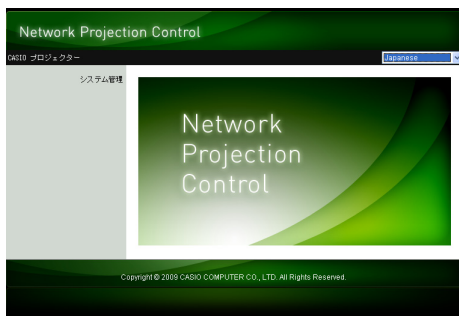 Network Projection Control
CASIO プロジェクター
Japanese
システム管理
Network
Projection
Control
Copyright © 2009 CASIO COMPUTER CO., LTD. All Rights Reserved.